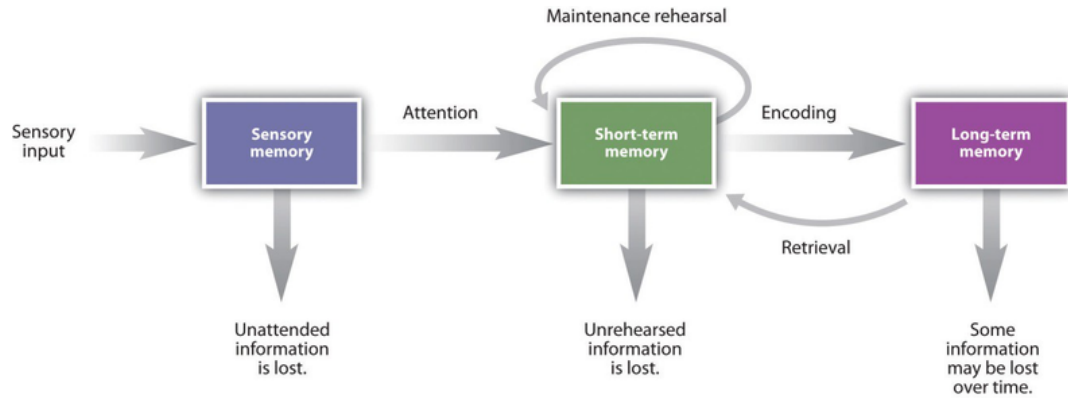 Maintenance rehearsal
Sensory
input
Sensory
memory
Attention
Short-term
memory
Encoding
Long-term
memory
Retrieval
Unattended
information
is lost.
Unrehearsed
information
is lost.
Some
information
may be lost
over time.